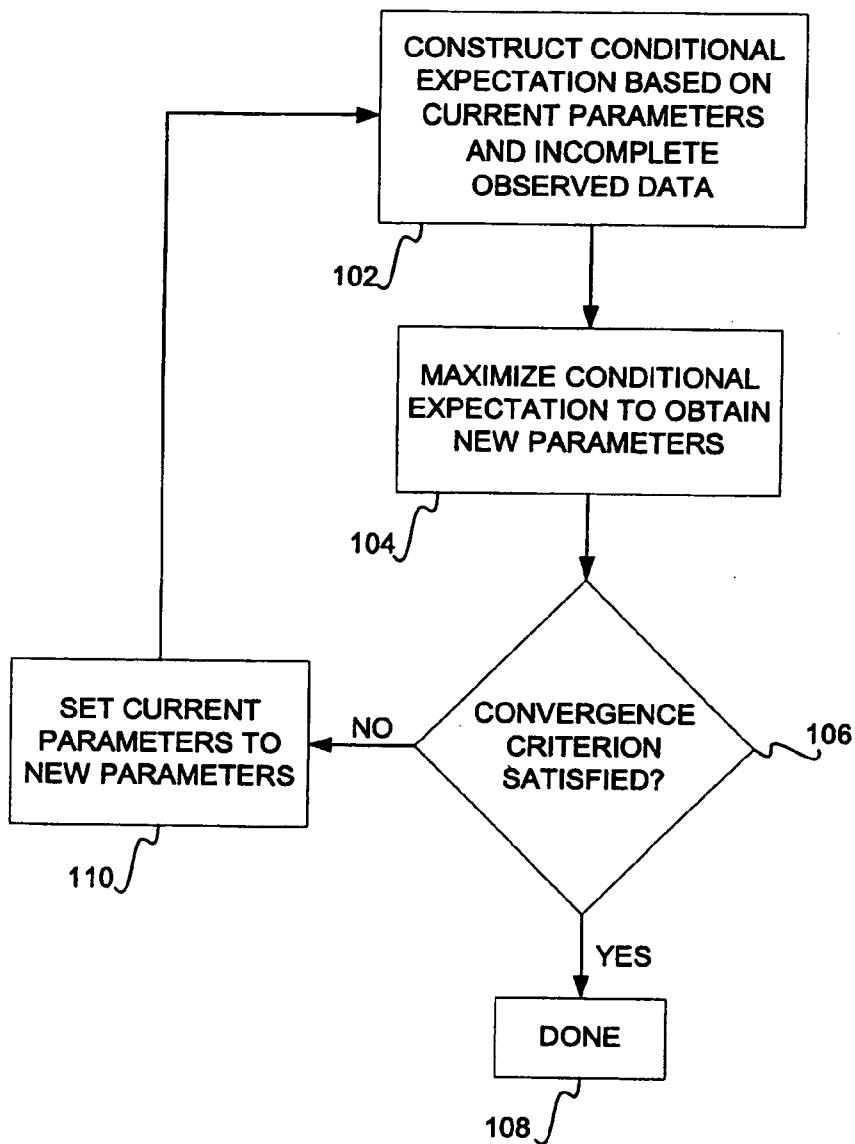 CONSTRUCT CONDITIONAL
EXPECTATION BASED ON
CURRENT PARAMETERS
AND INCOMPLETE
OBSERVED DATA
102
MAXIMIZE CONDITIONAL
EXPECTATION TO OBTAIN
NEW PARAMETERS
104
CONVERGENCE
CRITERION
SATISFIED?
106
NO
SET CURRENT
PARAMETERS TO
NEW PARAMETERS
110
YES
DONE
108